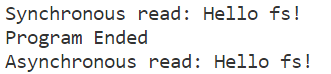 Synchronous read: Hello fs!
Program Ended
Asynchronous read: Hello fs!